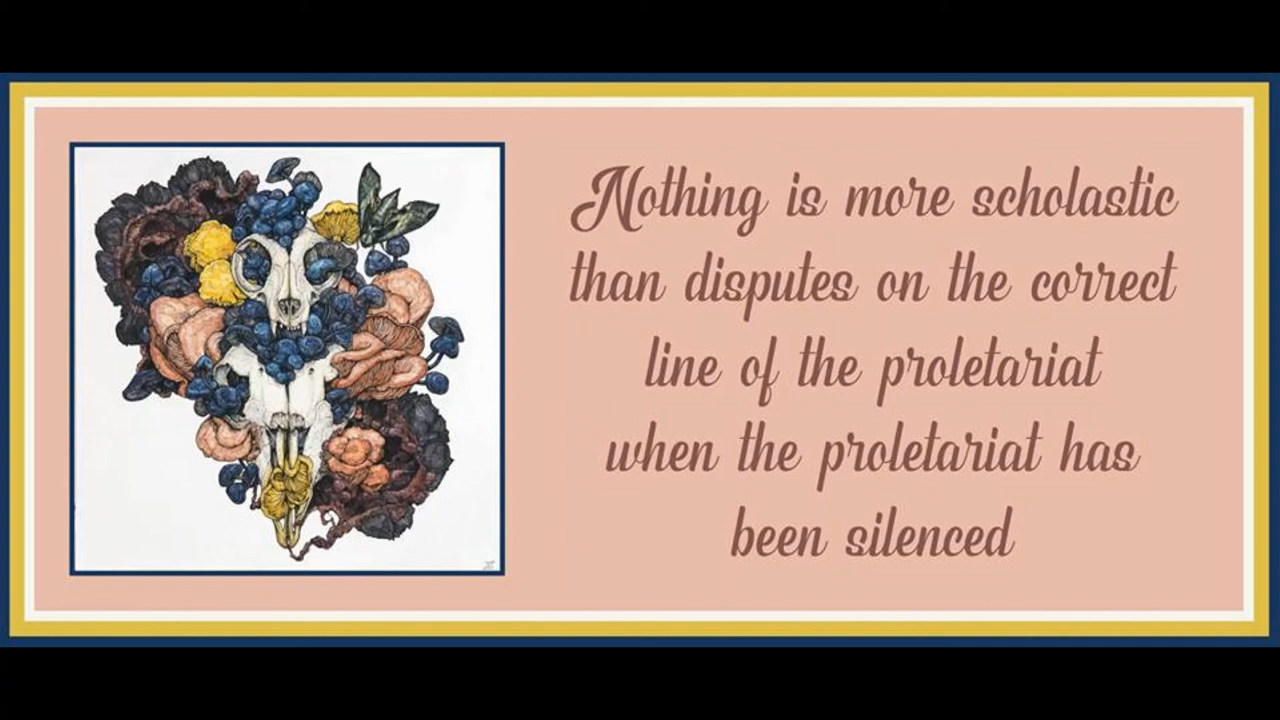 Nothing is more scholastic
than disputes on the correct
line of the proletariat
when the proletariat has
been silenced